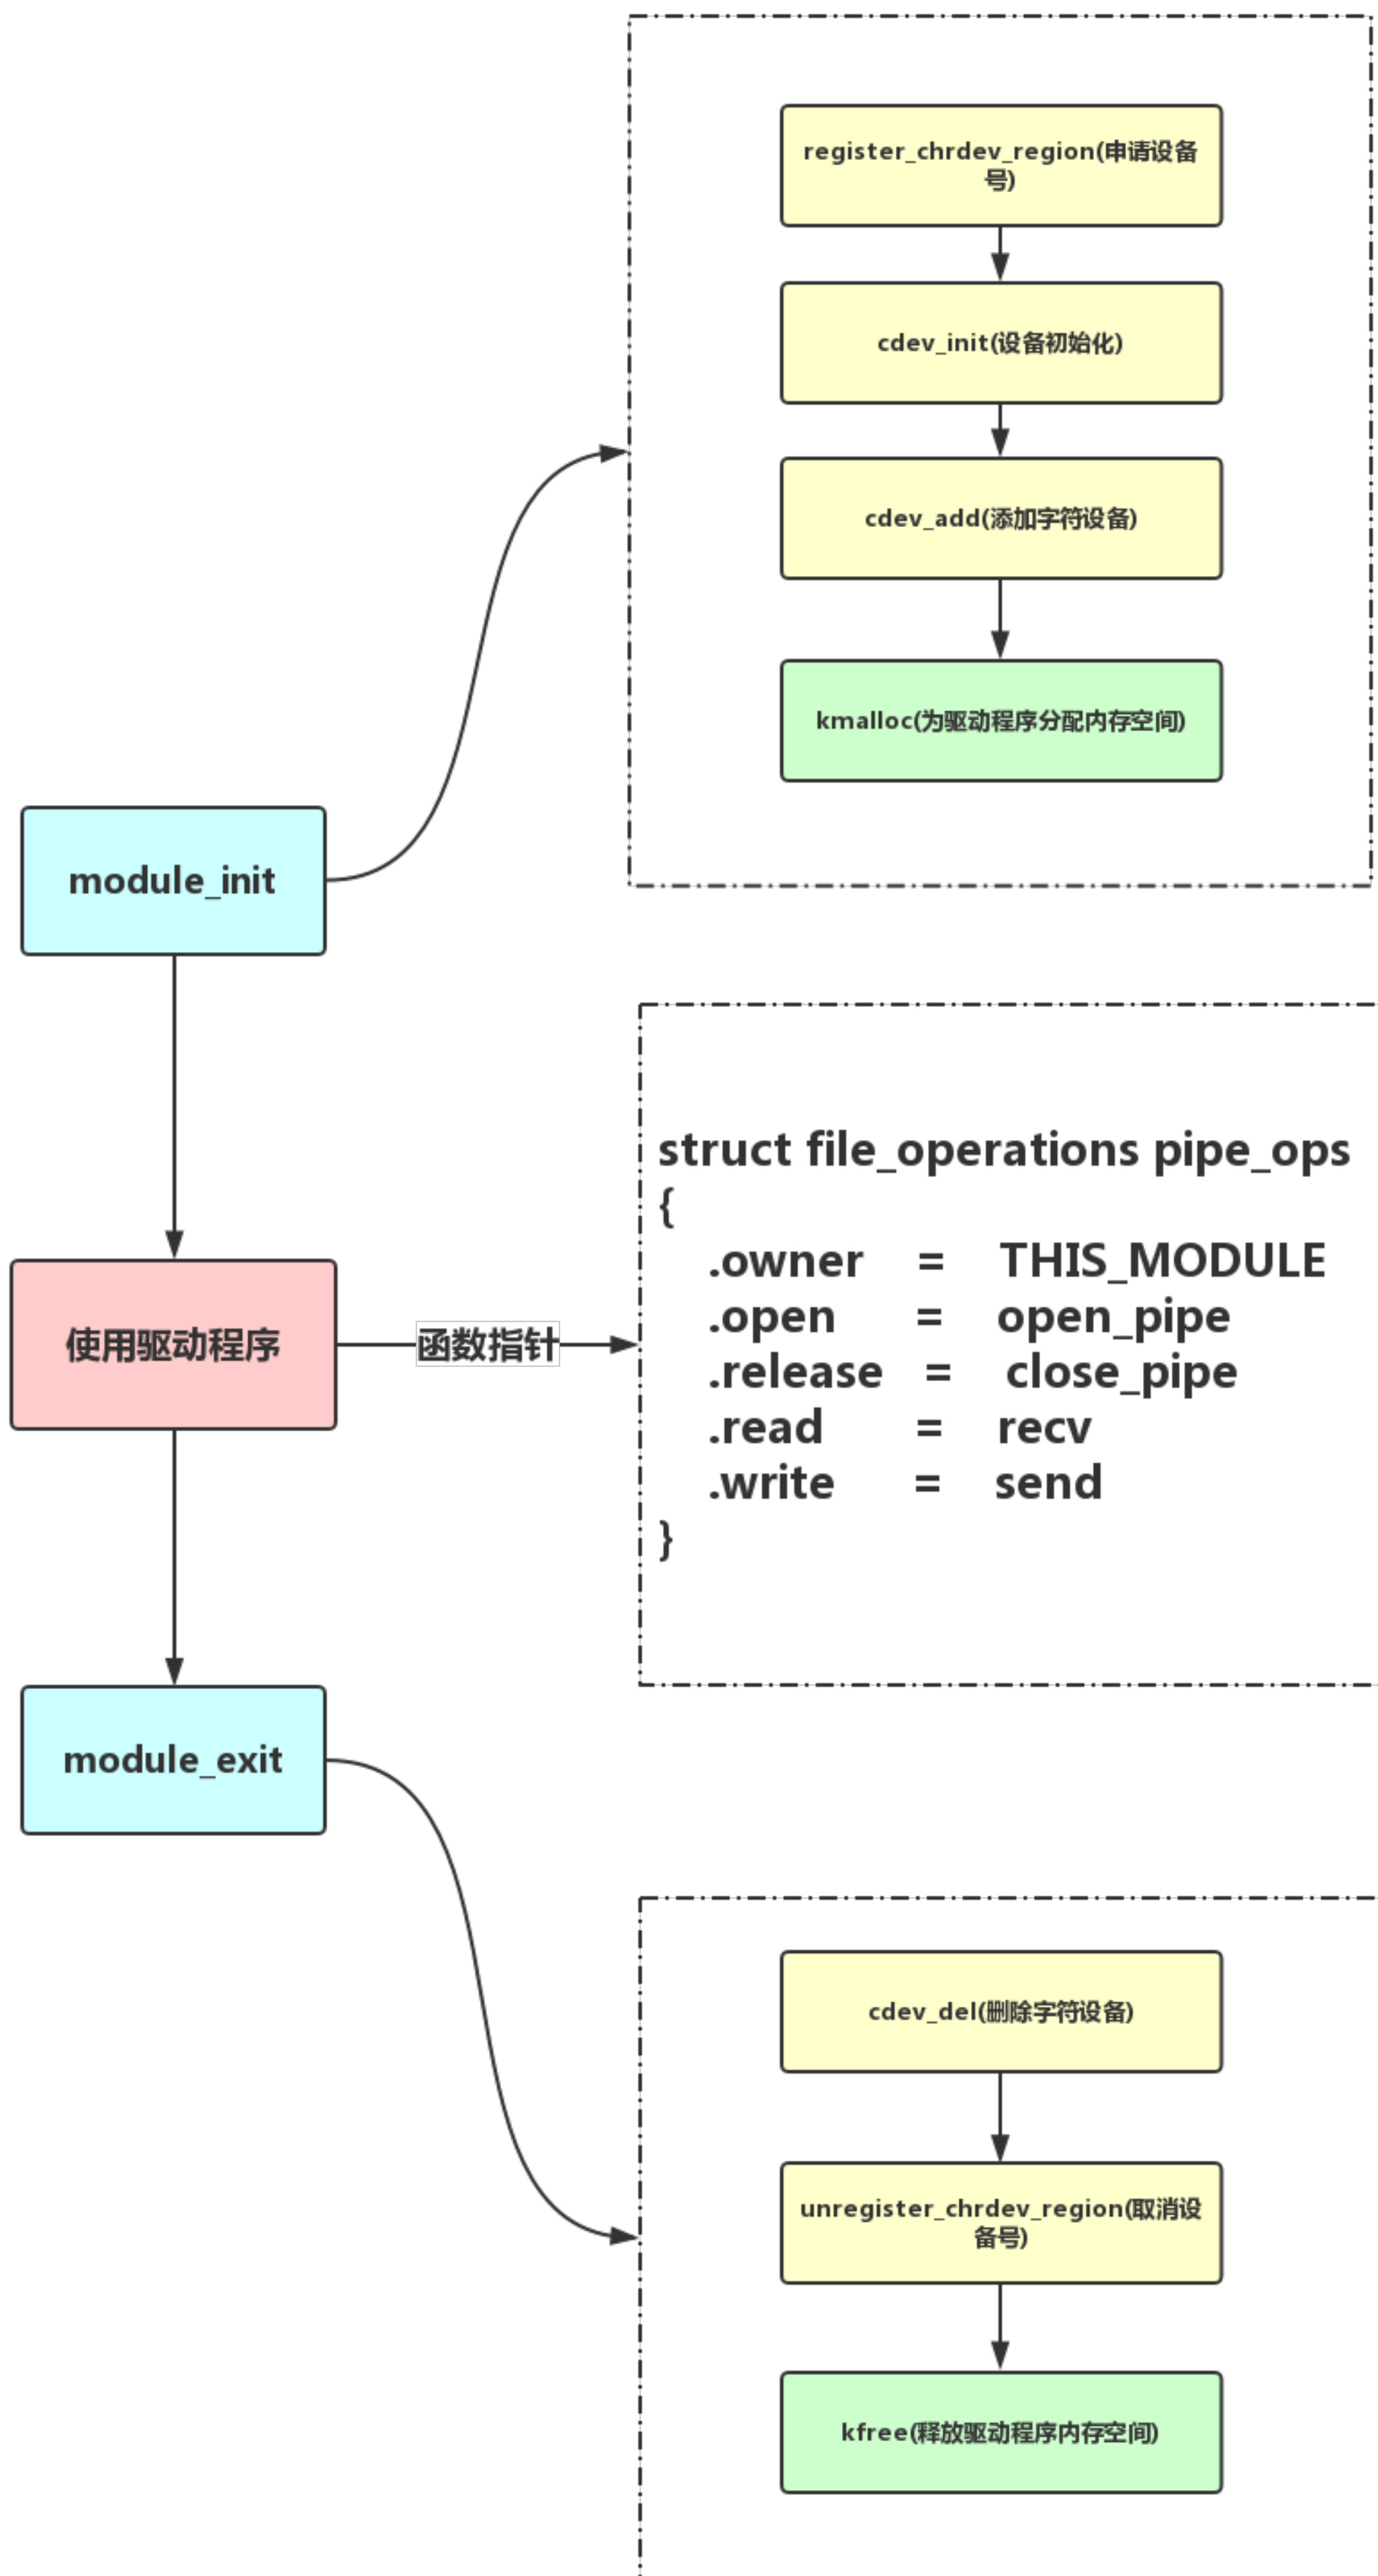 register_chrdev_region(申请设备
号)
cdev_init(设备初始化)
cdev_add(添加字符设备)
kmalloc(为驱动程序分配内存空间)
module_init
struct file_operations pipe_ops
{
.owner = THIS_MODULE
.open = open_pipe
.release = close_pipe
.read = recv
.write = send
}
使用驱动程序
函数指针
module_exit
cdev_del(删除字符设备)
unregister_chrdev_region(取消设
备号)
kfree(释放驱动程序内存空间)